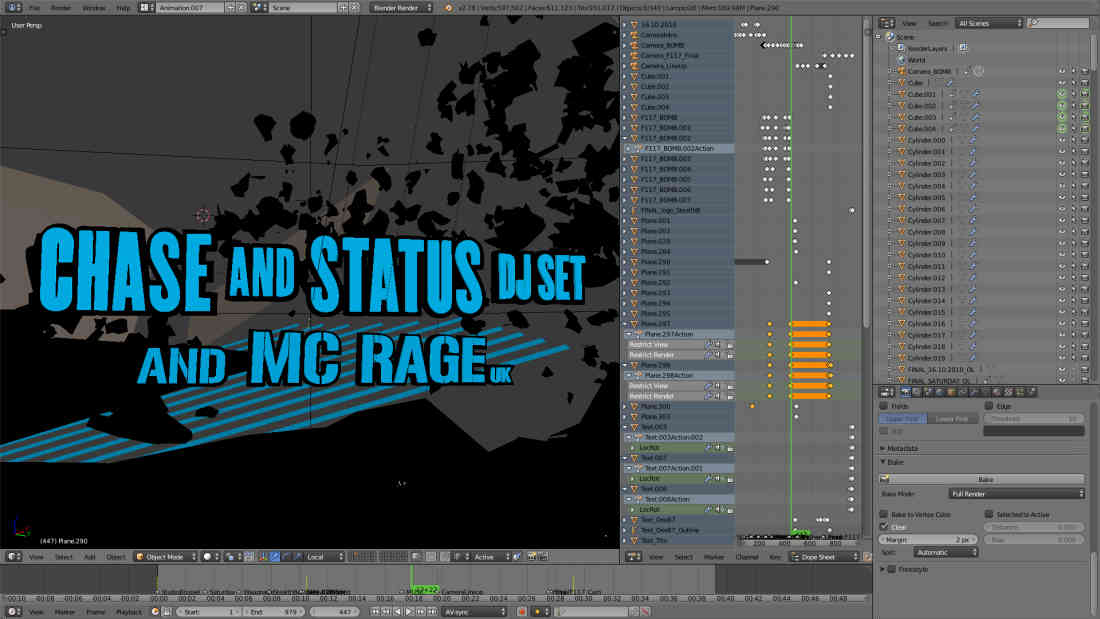 File Render Window Help Animation.007 Scene Blender Render
User Persp
CHASE AND STATUS DJ SET
AND MC RAGE UK
(447) Plane.290
View Select Add Object Object Mode Local Active
16.10.2010
Camera_BOMB
Camera_F117_Final
Camera_Lineup
Cube.001
Cube.002
Cube.003
Cube.004
F117_BOMB
F117_BOMB.001
F117_BOMB.002
F117_BOMB.002Action
F117_BOMB.003
F117_BOMB.004
F117_BOMB.005
F117_BOMB.006
F117_BOMB.007
Plane.001
Plane.003
Plane.028
Plane.284
Plane.290
Plane.291
Plane.292
Plane.293
Plane.294
Plane.295
Plane.297
Plane.297Action
Restrict View
Restrict Render
Plane.298
Plane.298Action
Restrict View
Restrict Render
Plane.300
Plane.303
Text.003
Text.003Action.002
LocRot
Text.007
Text.007Action.001
LocRot
Text.008
Text.008Action
LocRot
200 400 600 800
View Select Marker Channel Key Dope Sheet
View Search All Scenes
Scene
RenderLayers
World
Camera_BOMB
Cube
Cube.001
Cube.002
Cube.003
Cube.004
Cylinder.000
Cylinder.001
Cylinder.002
Cylinder.003
Cylinder.004
Cylinder.005
Cylinder.006
Cylinder.007
Cylinder.008
Cylinder.009
Cylinder.010
Cylinder.011
Cylinder.012
Cylinder.013
Cylinder.014
Cylinder.015
Cylinder.016
Cylinder.017
Cylinder.018
Cylinder.019
FINAL_16.10.2010_OL
FINAL_SATURDAY_OL
Fields Edge
Upper First Lower First Threshold: 10
Metadata
Bake
Bake
Bake Mode: Full Render
Bake to Vertex Color Selected to Active
Clear Distance: 0.000
Margin: 2 px Bias: 0.000
Split: Automatic
Freestyle
View Marker Frame Playback Start: 1 End: 979 447 AV-sync